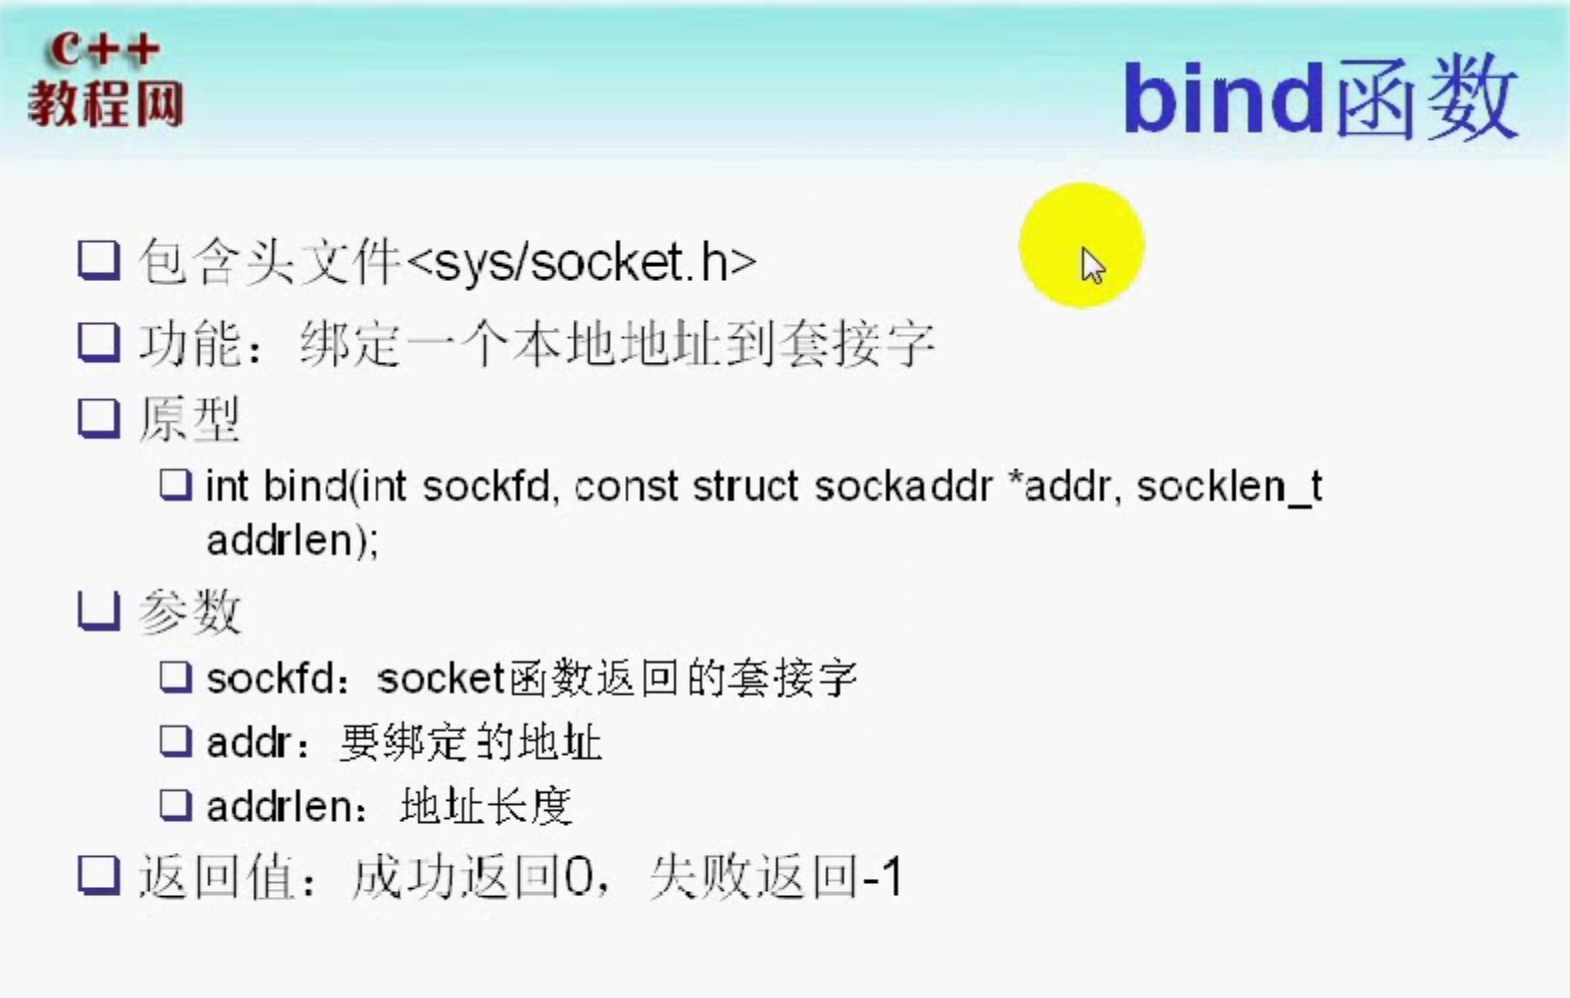 c++
教程网
bind函数
包含头文件<sys/socket.h>
功能：绑定一个本地地址到套接字
原型
int bind(int sockfd, const struct sockaddr *addr, socklen_t
addrlen);
参数
sockfd：socket函数返回的套接字
addr：要绑定的地址
addrlen：地址长度
返回值：成功返回0，失败返回-1